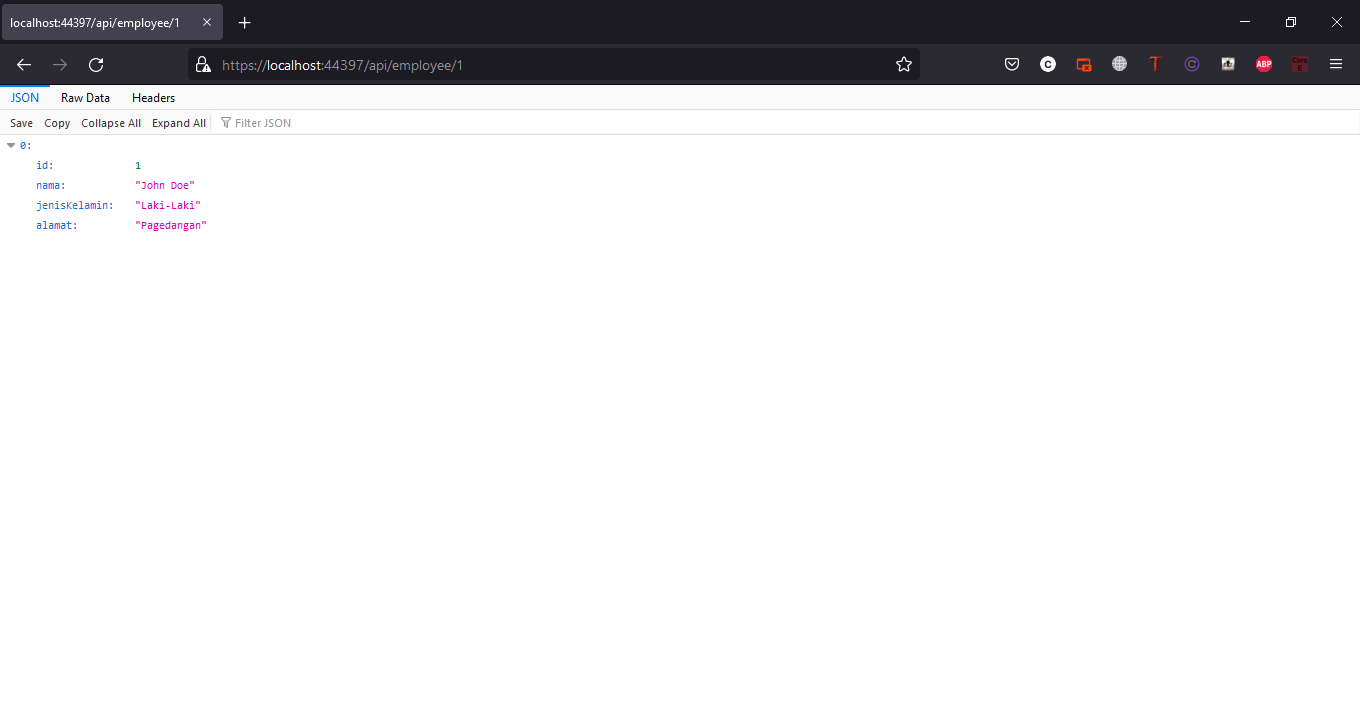 localhost:44397/api/employee/1
https://localhost:44397/api/employee/1
JSON Raw Data Headers
Save Copy Collapse All Expand All Filter JSON
0:
id: 1
nama: "John Doe"
jenisKelamin: "Laki-Laki"
alamat: "Pagedangan"
C T C ABP